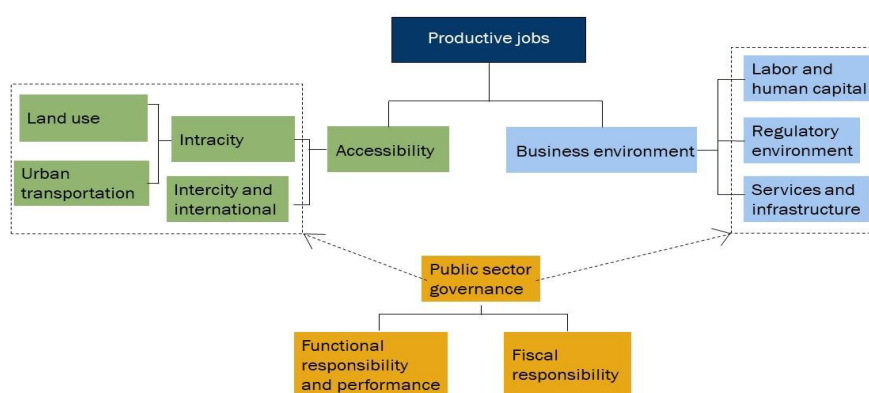 Productive jobs
Land use
Intracity
Urban
transportation
Intercity and
international
Accessibility
Business environment
Labor and
human capital
Regulatory
environment
Services and
infrastructure
Public sector
governance
Functional
responsibility
and performance
Fiscal
responsibility